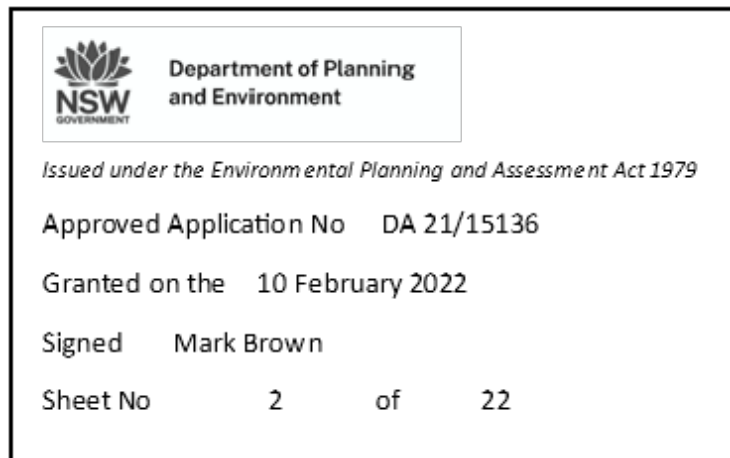 NSW
GOVERNMENT
Department of Planning
and Environment
Issued under the Environmental Planning and Assessment Act 1979
Approved Application No DA 21/15136
Granted on the 10 February 2022
Signed Mark Brown
Sheet No 2 of 22